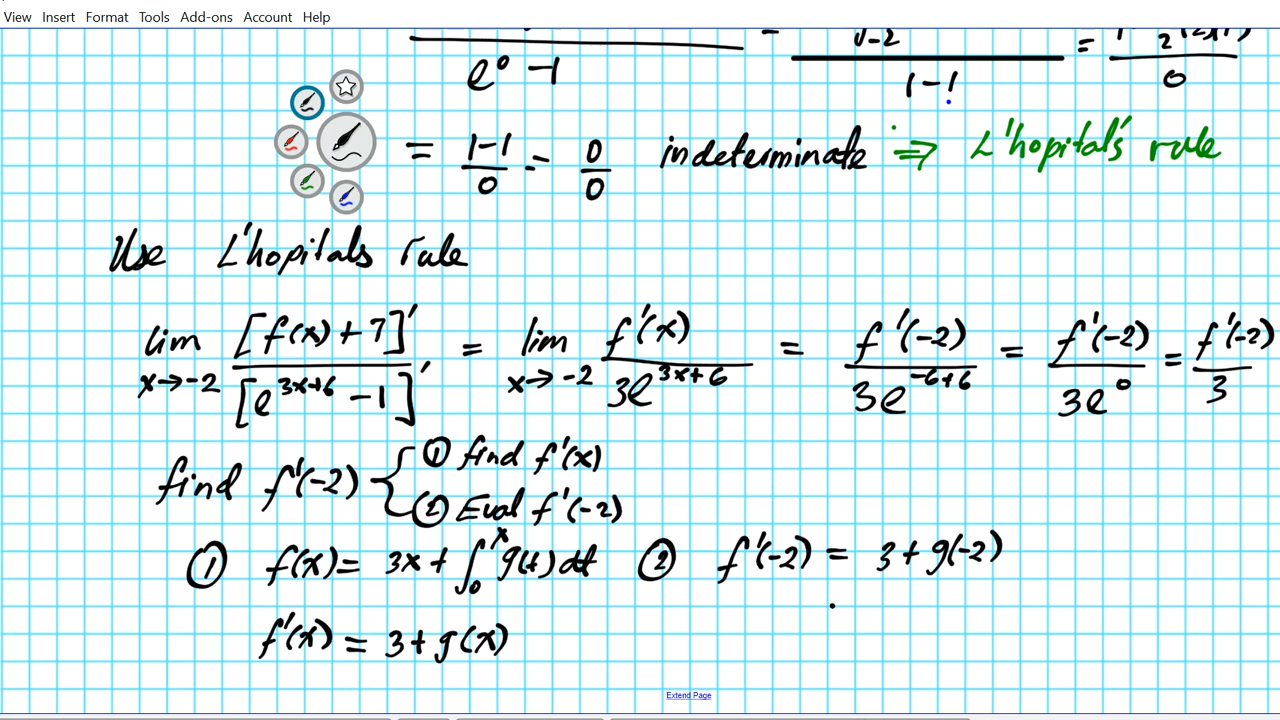 View Insert Format Tools Add-ons Account Help
e⁰ - 1
√-2
1 - 1
=
0
= (1-1)/0 = 0/0 indeterminate ⇒ L'hopital's rule
Use L'hopitals rule
lim x→-2 [f(x)+7]' / [e^(3x+6) - 1]' = lim x→-2 f'(x) / 3e^(3x+6) = f'(-2) / 3e^(-6+6) = f'(-2) / 3e⁰ = f'(-2) / 3
find f'(-2) { ① find f'(x)
② Eval f'(-2)
① f(x) = 3x + ∫₀ˣ g(t) dt ② f'(-2) = 3 + g(-2)
f'(x) = 3 + g(x)
Extend Page